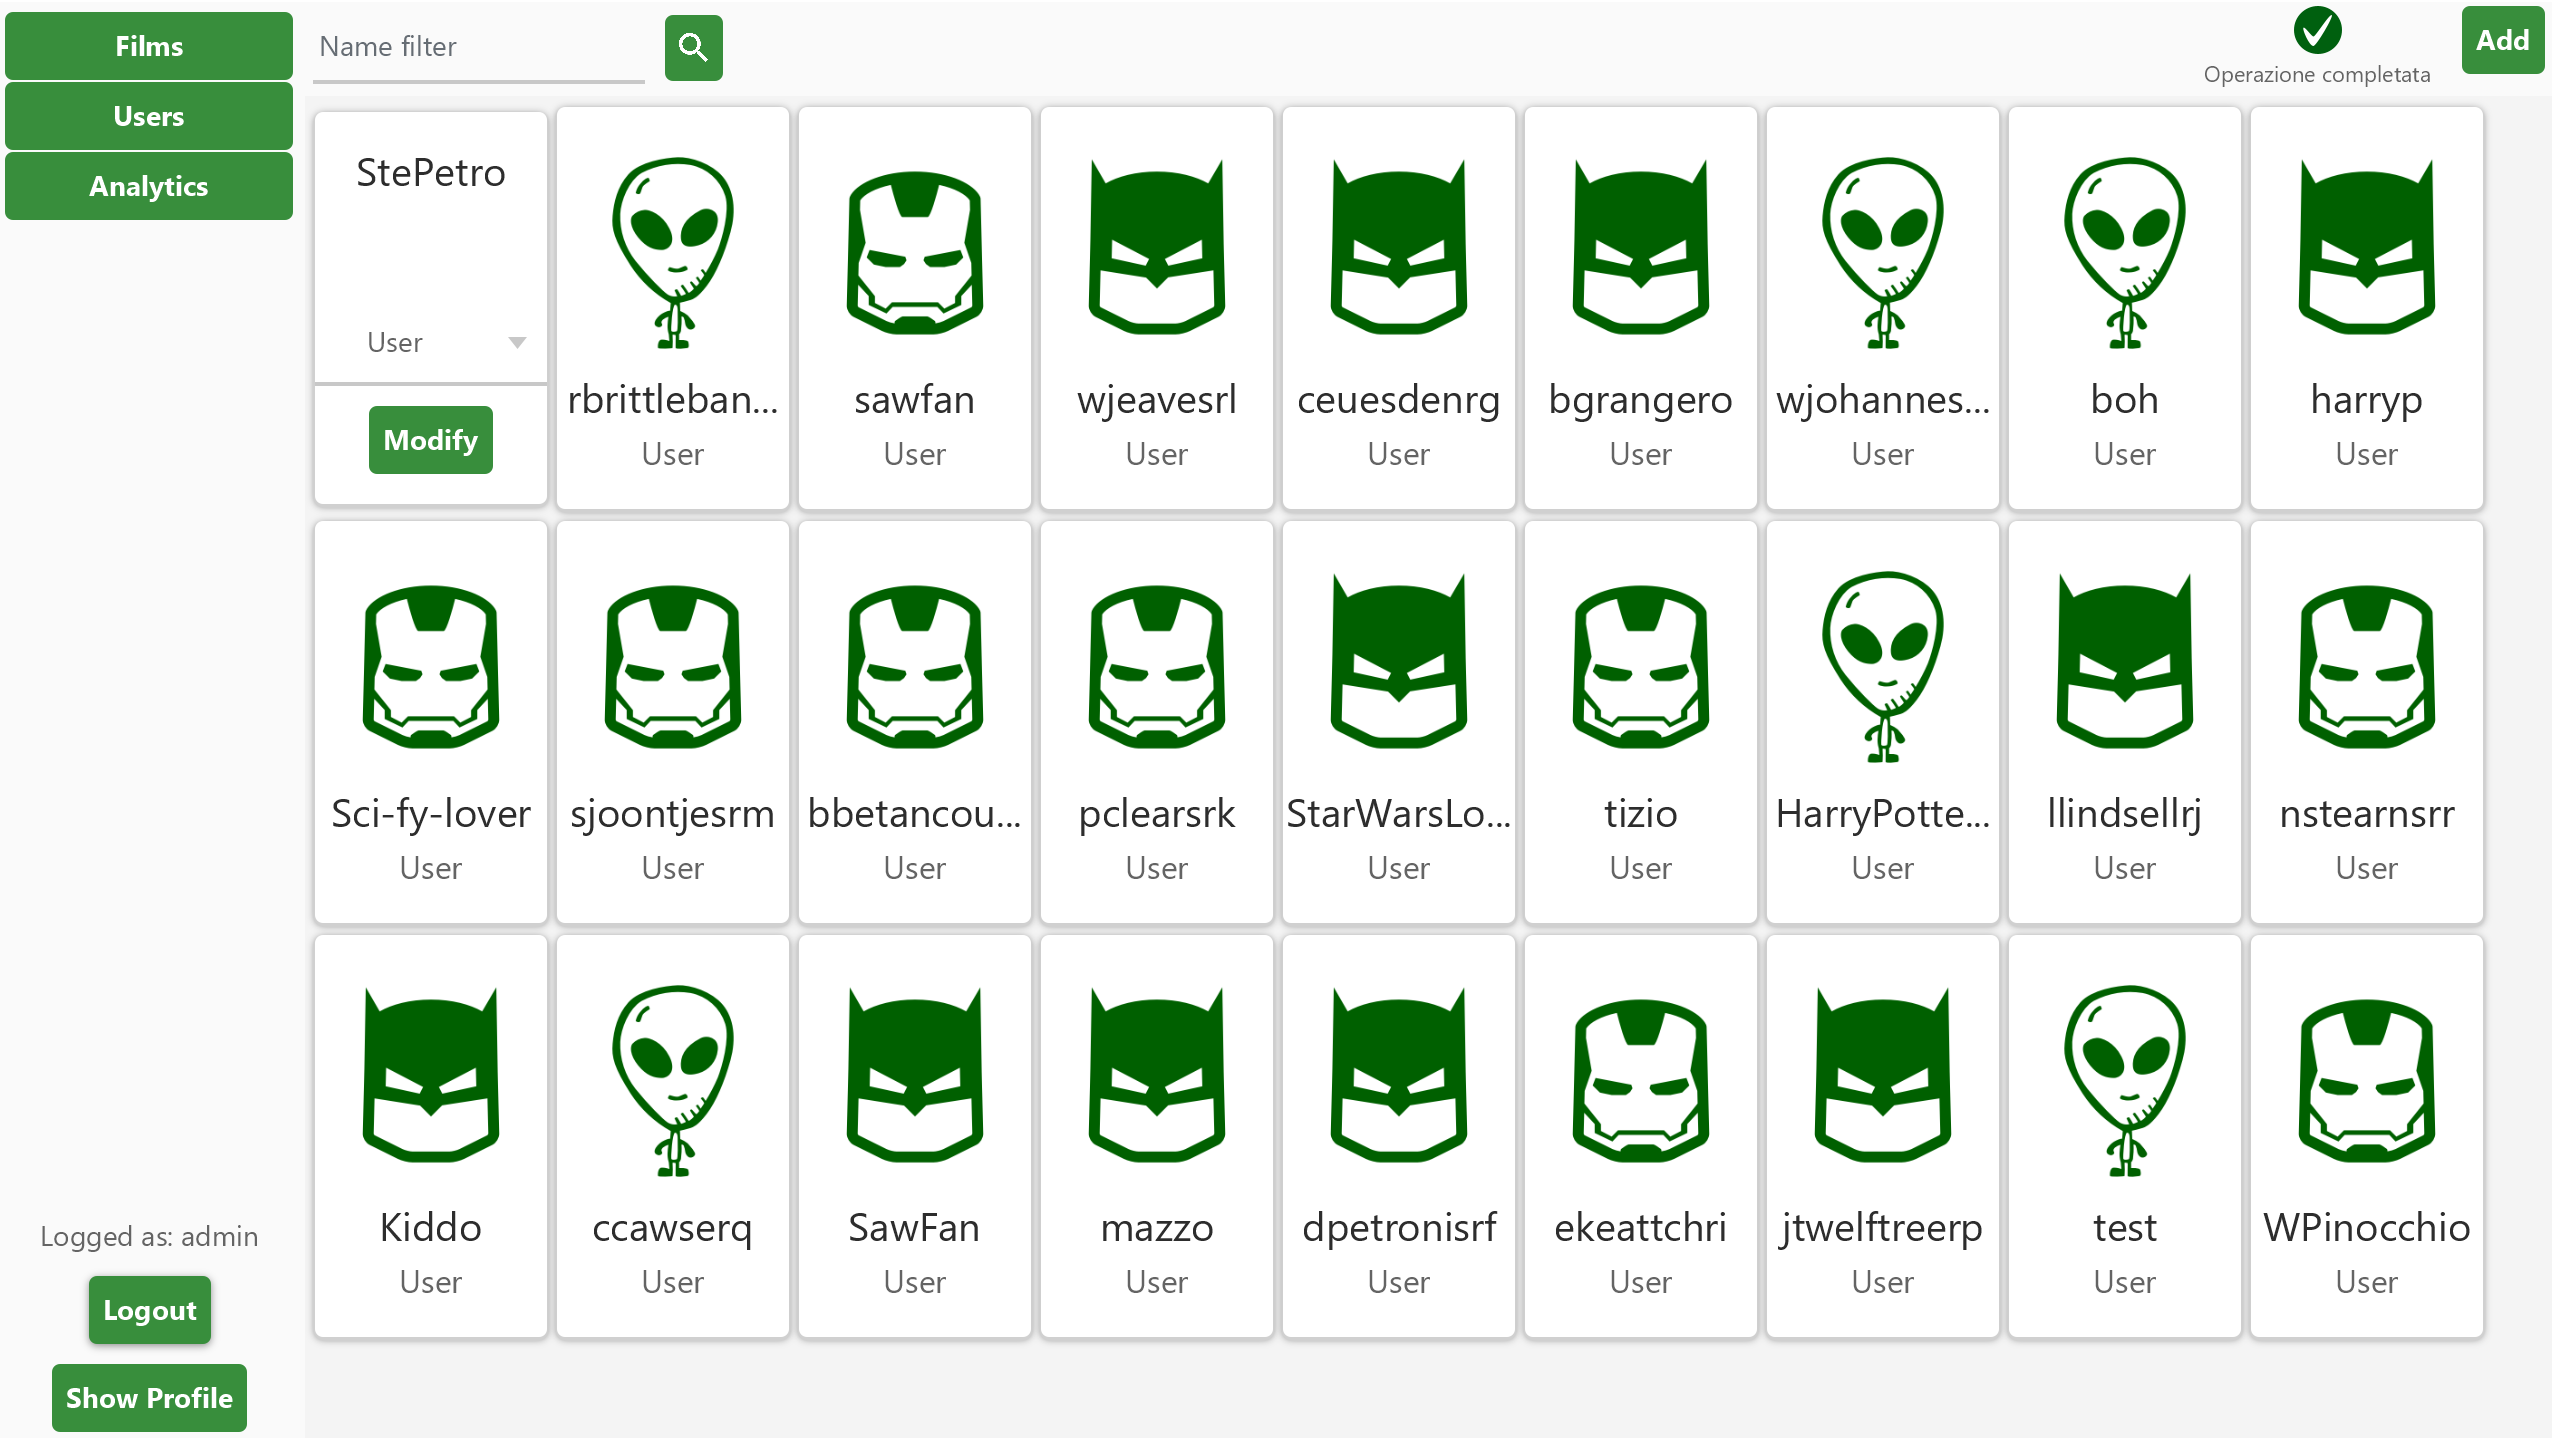 Films
Users
Analytics
Name filter
Operazione completata
Add
StePetro
User
Modify
rbrittleban...
User
sawfan
User
wjeavesrl
User
ceuesdenrg
User
bgrangero
User
wjohannes...
User
boh
User
harryp
User
Sci-fy-lover
User
sjoontjesrm
User
bbetancou...
User
pclearsrk
User
StarWarsLo...
User
tizio
User
HarryPotte...
User
llindsellrj
User
nstearnsrr
User
Kiddo
User
ccawserq
User
SawFan
User
mazzo
User
dpetronisrf
User
ekeattchri
User
jtwelftreerp
User
test
User
WPinocchio
User
Logged as: admin
Logout
Show Profile